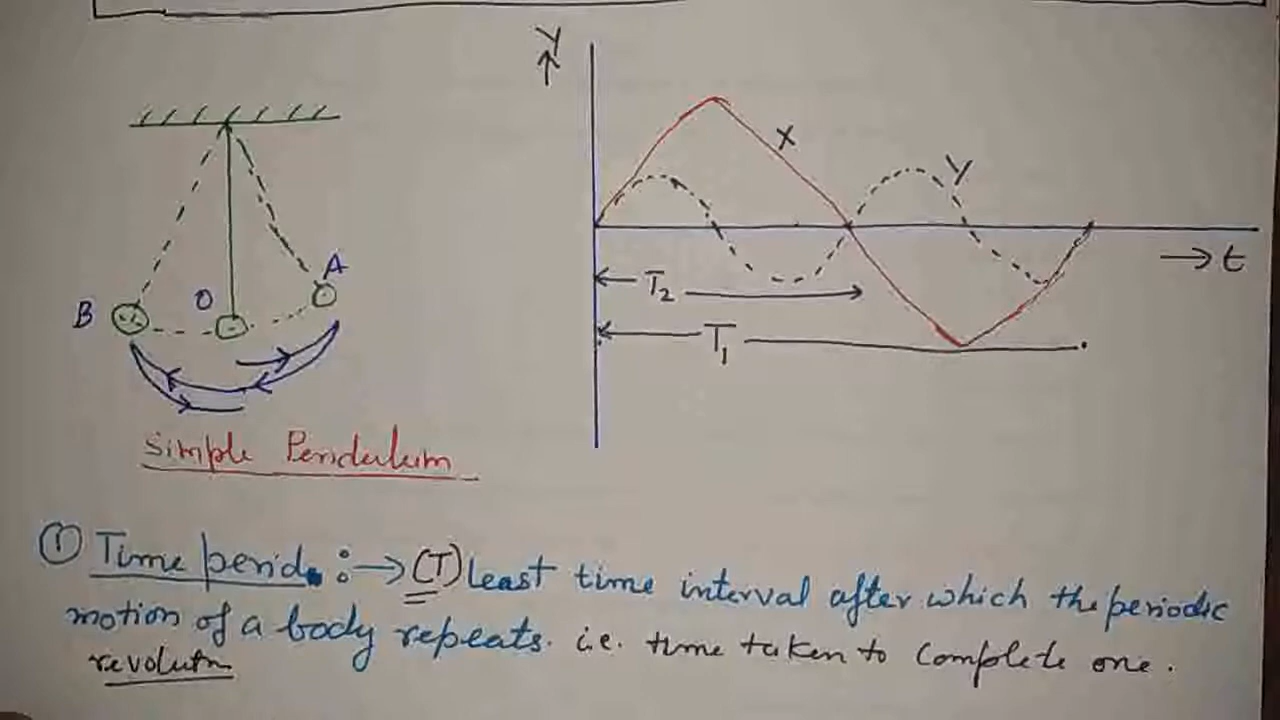 Y
X
Y
t
A
O
B
T2
T1
Simple Pendulum
① Time period :→ (T) Least time interval after which the periodic
motion of a body repeats. i.e. time taken to complete one.
revolutn